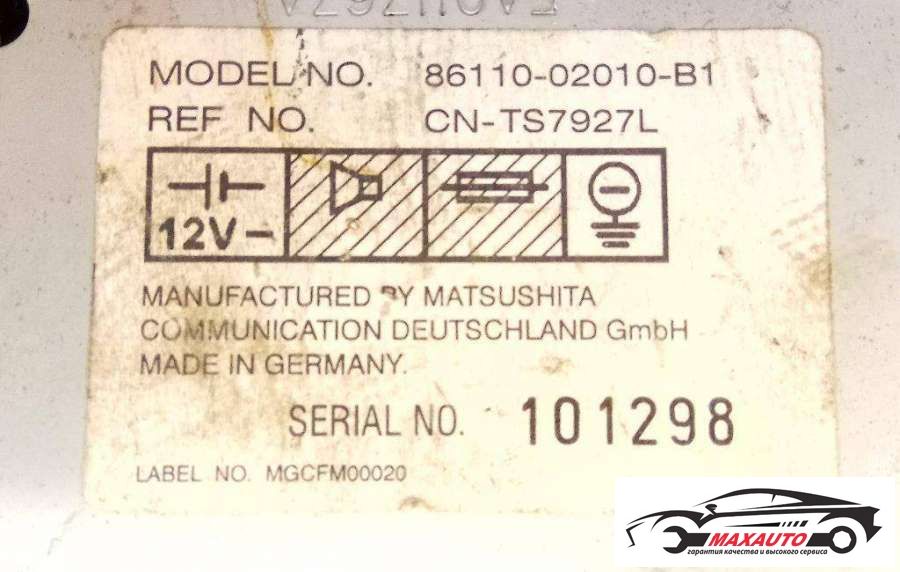 MODEL NO. 86110-02010-B1
REF NO. CN-TS7927L
12V
MANUFACTURED BY MATSUSHITA
COMMUNICATION DEUTSCHLAND GmbH
MADE IN GERMANY.
SERIAL NO. 101298
LABEL NO. MGCFM00020
MAXAUTO
гарантия качества и высокого сервиса